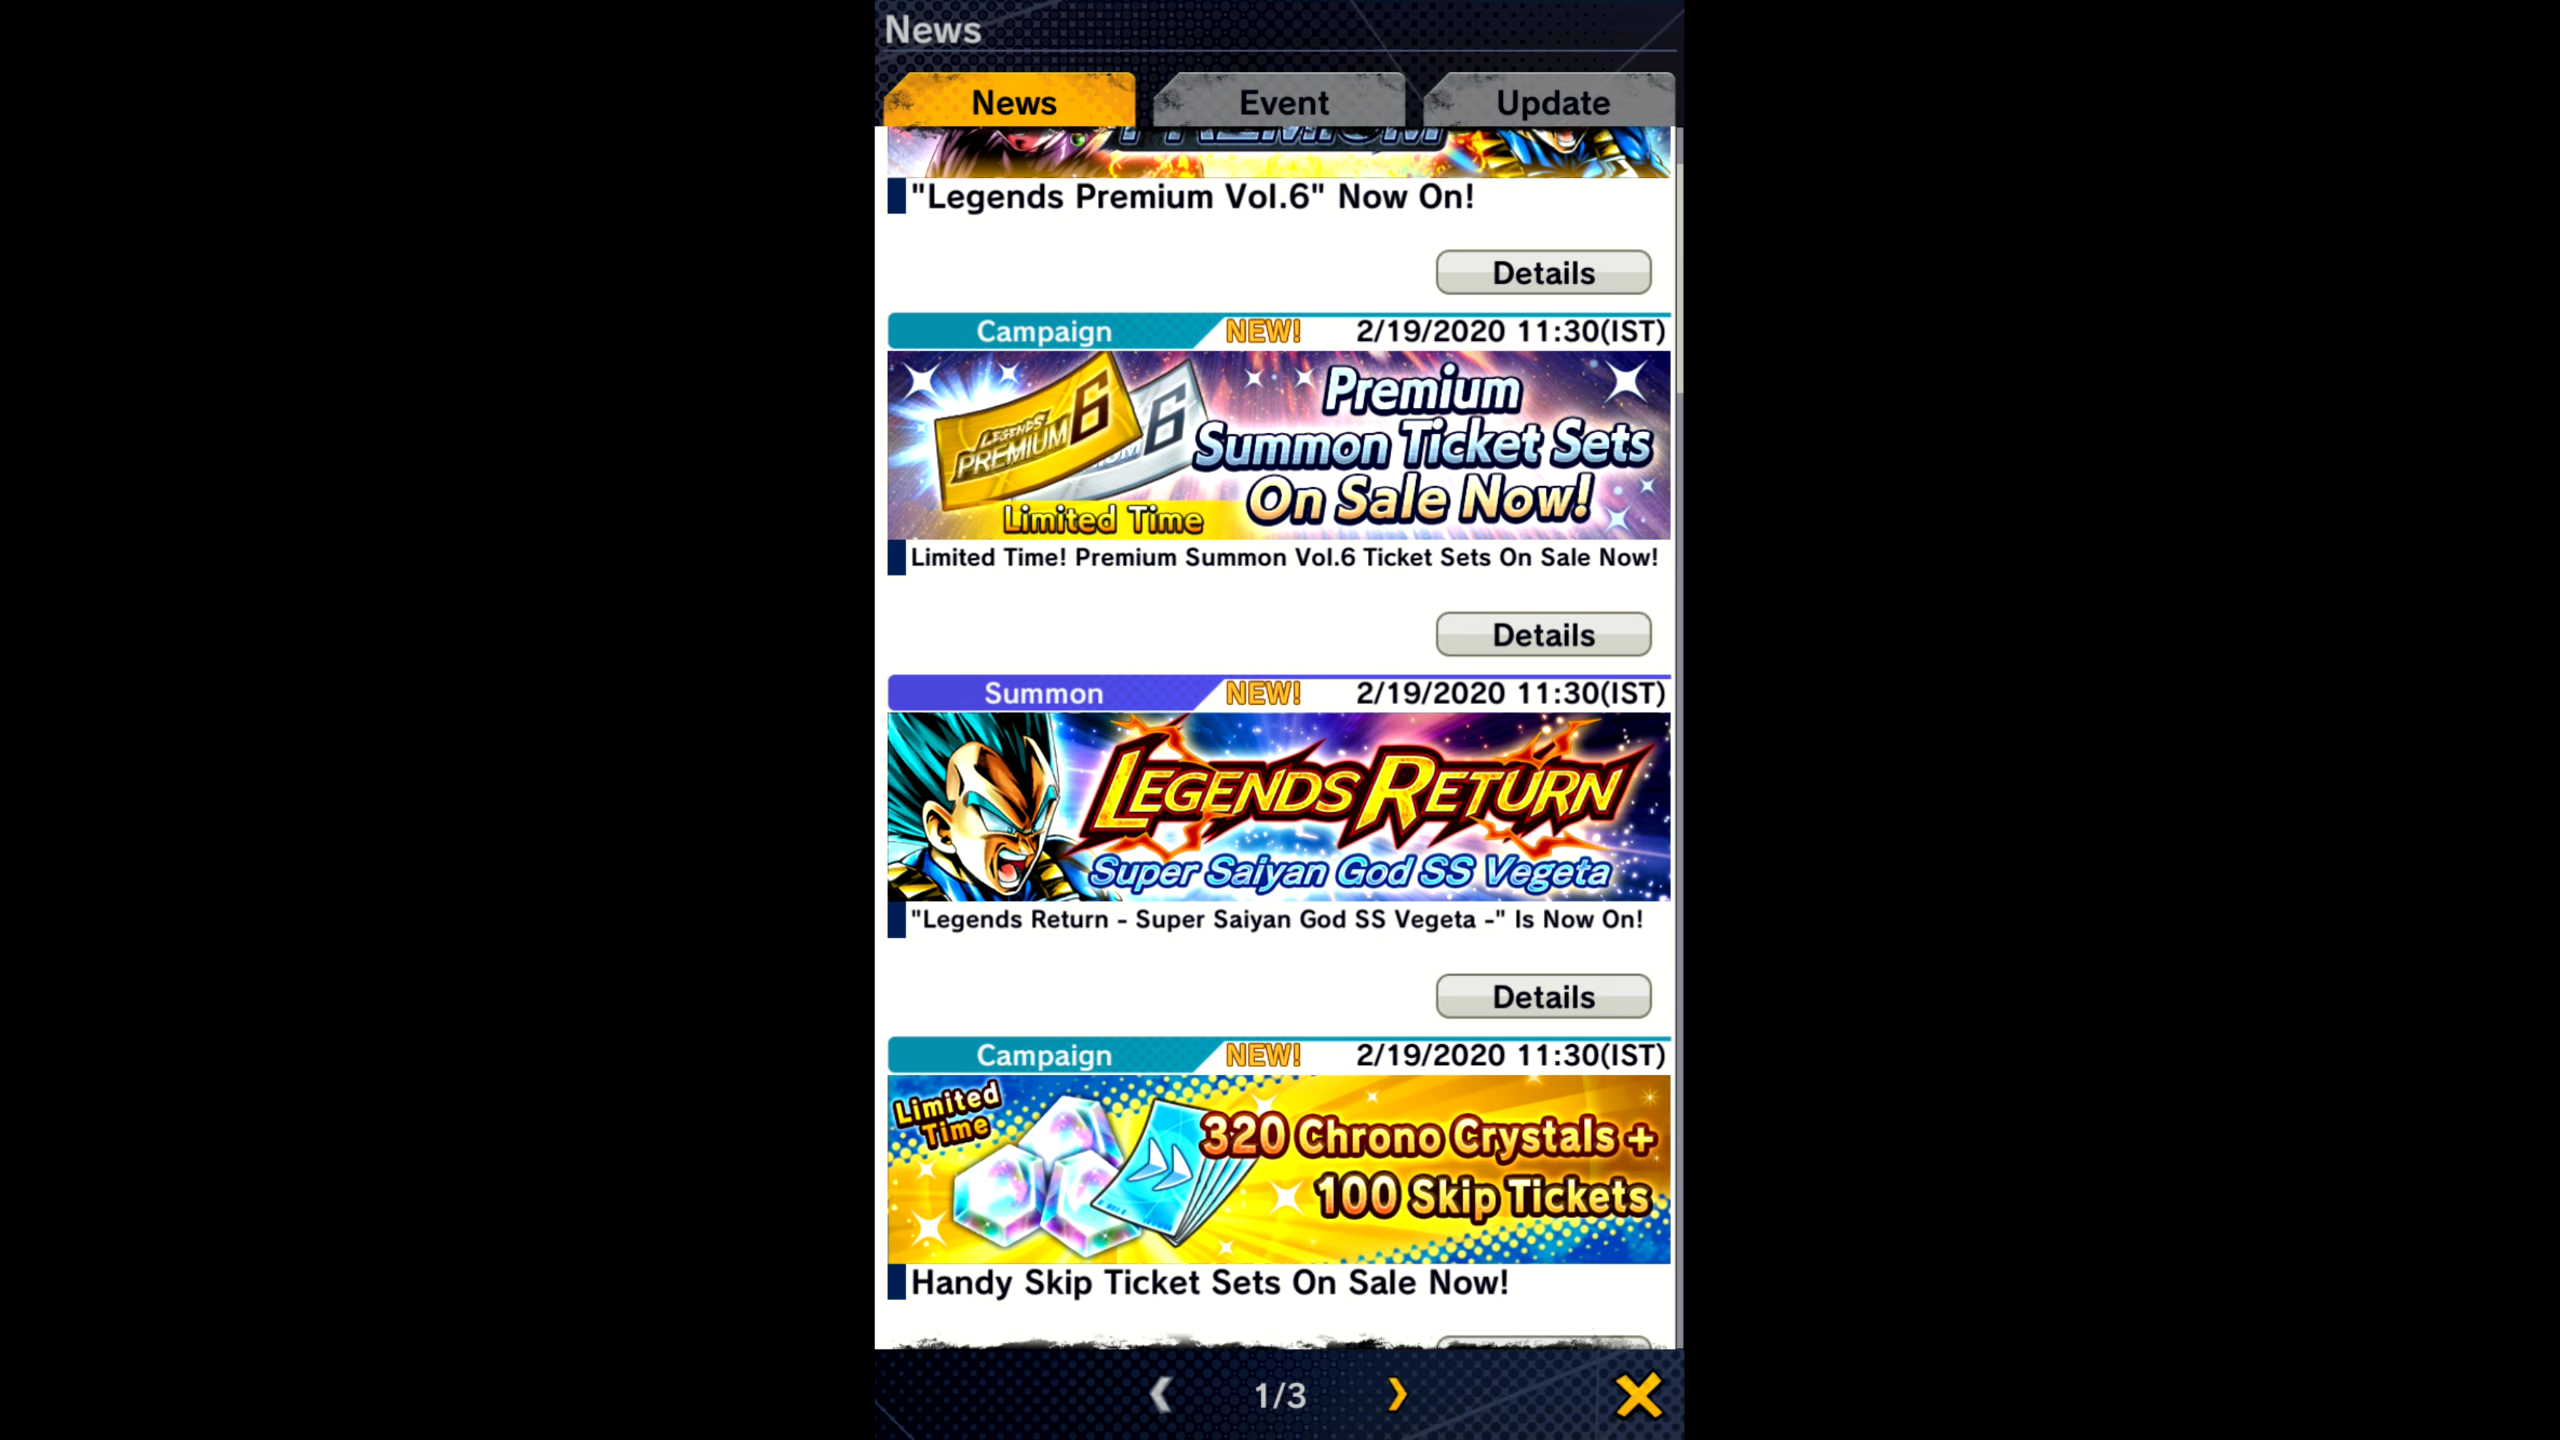 News
News
Event
Update
PREMIUM
"Legends Premium Vol.6" Now On!
Details
Campaign NEW! 2/19/2020 11:30(IST)
LEGENDS
PREMIUM 6
6
Premium
Summon Ticket Sets
On Sale Now!
Limited Time
Limited Time! Premium Summon Vol.6 Ticket Sets On Sale Now!
Details
Summon NEW! 2/19/2020 11:30(IST)
LEGENDS RETURN
Super Saiyan God SS Vegeta
"Legends Return - Super Saiyan God SS Vegeta -" Is Now On!
Details
Campaign NEW! 2/19/2020 11:30(IST)
Limited
Time
320 Chrono Crystals +
100 Skip Tickets
Handy Skip Ticket Sets On Sale Now!
1/3